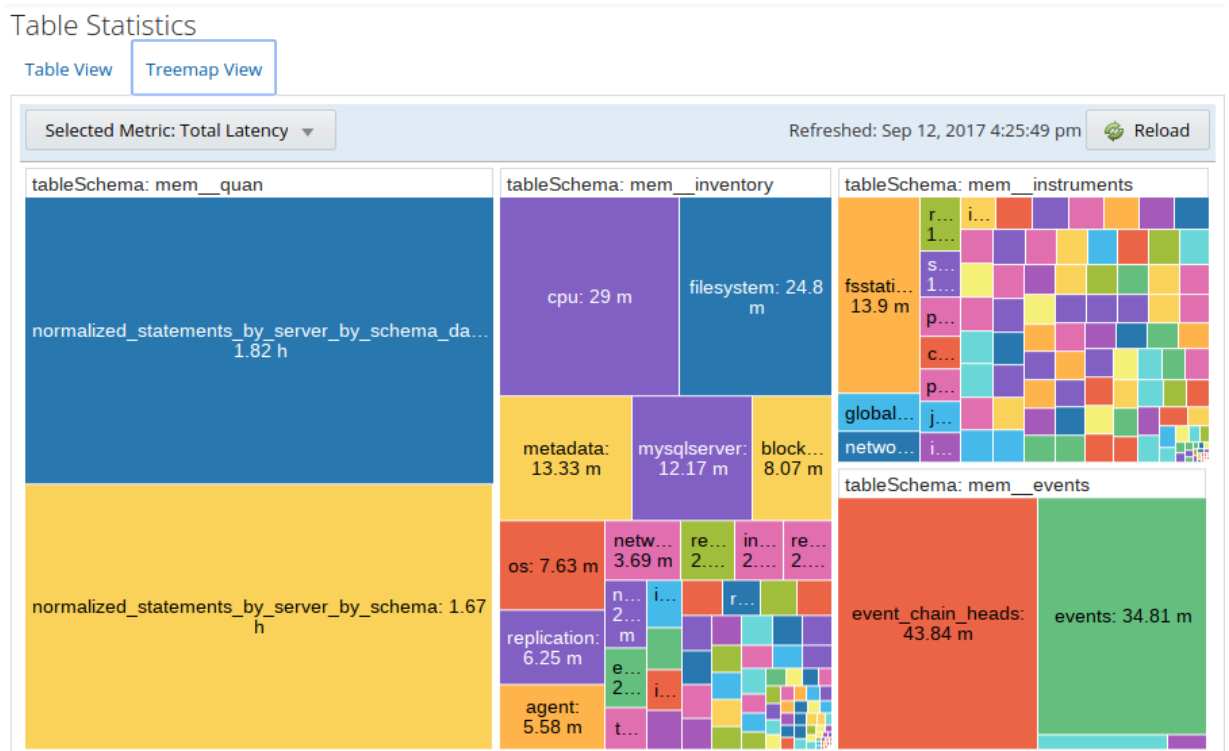 Table Statistics
Table View
Treemap View
Selected Metric: Total Latency
Refreshed: Sep 12, 2017 4:25:49 pm
Reload
tableSchema: mem__quan
normalized_statements_by_server_by_schema_da...
1.82 h
normalized_statements_by_server_by_schema: 1.67
h
tableSchema: mem__inventory
cpu: 29 m
filesystem: 24.8
m
metadata:
13.33 m
mysqlserver:
12.17 m
block...
8.07 m
os: 7.63 m
netw...
3.69 m
re...
2....
in...
2....
re...
2....
replication:
6.25 m
n...
2...
m
i...
r...
e...
2...
i...
agent:
5.58 m
t...
tableSchema: mem__instruments
fsstati...
13.9 m
r...
1...
i...
s...
1...
p...
c...
p...
global...
j...
netwo...
i...
tableSchema: mem__events
event_chain_heads:
43.84 m
events: 34.81 m